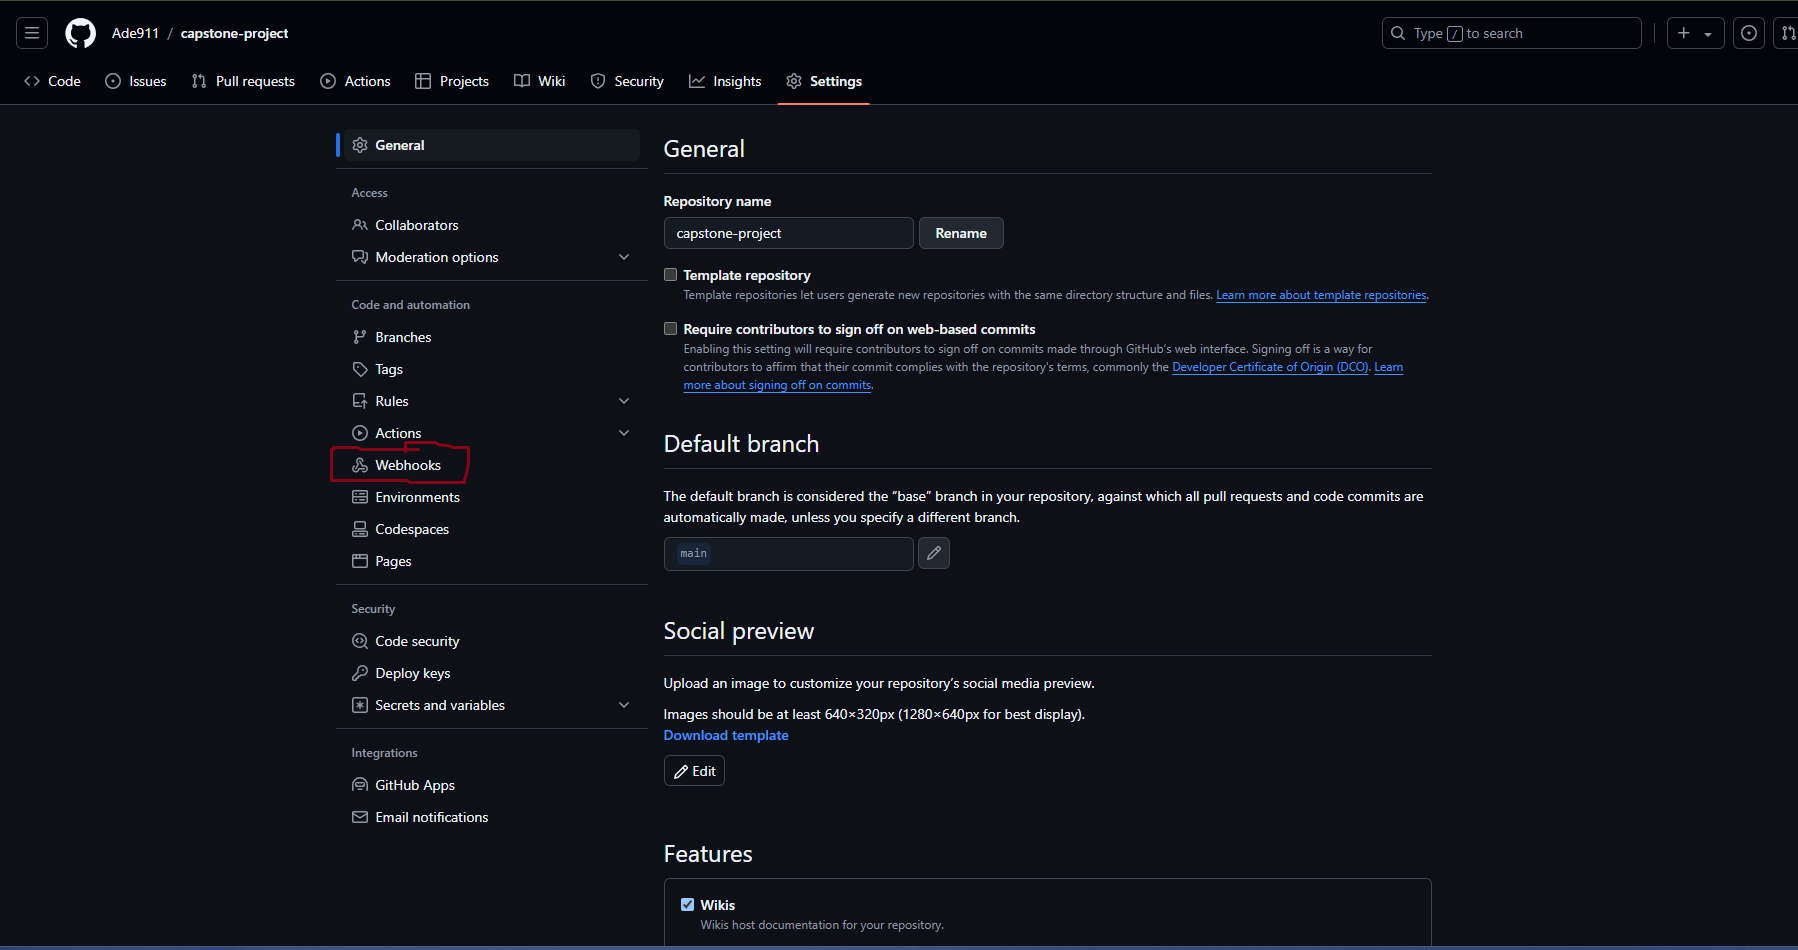 Ade911 / capstone-project
Type / to search
Code
Issues
Pull requests
Actions
Projects
Wiki
Security
Insights
Settings
General
Access
Collaborators
Moderation options
Code and automation
Branches
Tags
Rules
Actions
Webhooks
Environments
Codespaces
Pages
Security
Code security
Deploy keys
Secrets and variables
Integrations
GitHub Apps
Email notifications
General
Repository name
capstone-project
Rename
Template repository
Template repositories let users generate new repositories with the same directory structure and files. Learn more about template repositories.
Require contributors to sign off on web-based commits
Enabling this setting will require contributors to sign off on commits made through GitHub's web interface. Signing off is a way for
contributors to affirm that their commit complies with the repository's terms, commonly the Developer Certificate of Origin (DCO). Learn
more about signing off on commits.
Default branch
The default branch is considered the “base” branch in your repository, against which all pull requests and code commits are
automatically made, unless you specify a different branch.
main
Social preview
Upload an image to customize your repository's social media preview.
Images should be at least 640×320px (1280×640px for best display).
Download template
Edit
Features
Wikis
Wikis host documentation for your repository.